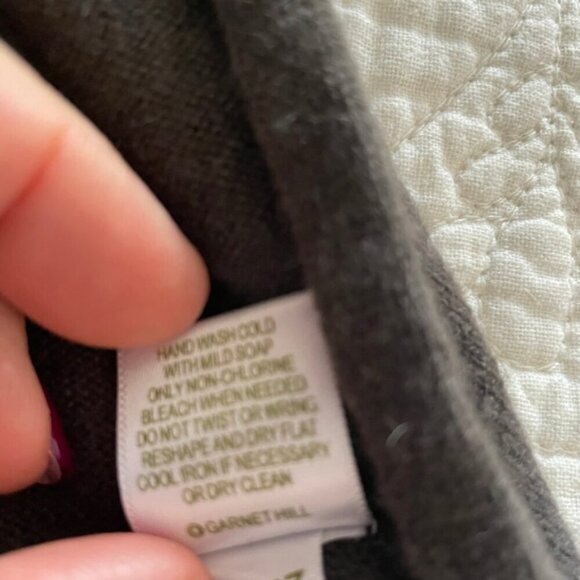 HAND WASH COLD
WITH MILD SOAP
ONLY NON-CHLORINE
BLEACH WHEN NEEDED
DO NOT TWIST OR WRING
RESHAPE AND DRY FLAT
COOL IRON IF NECESSARY
OR DRY CLEAN
© GARNET HILL